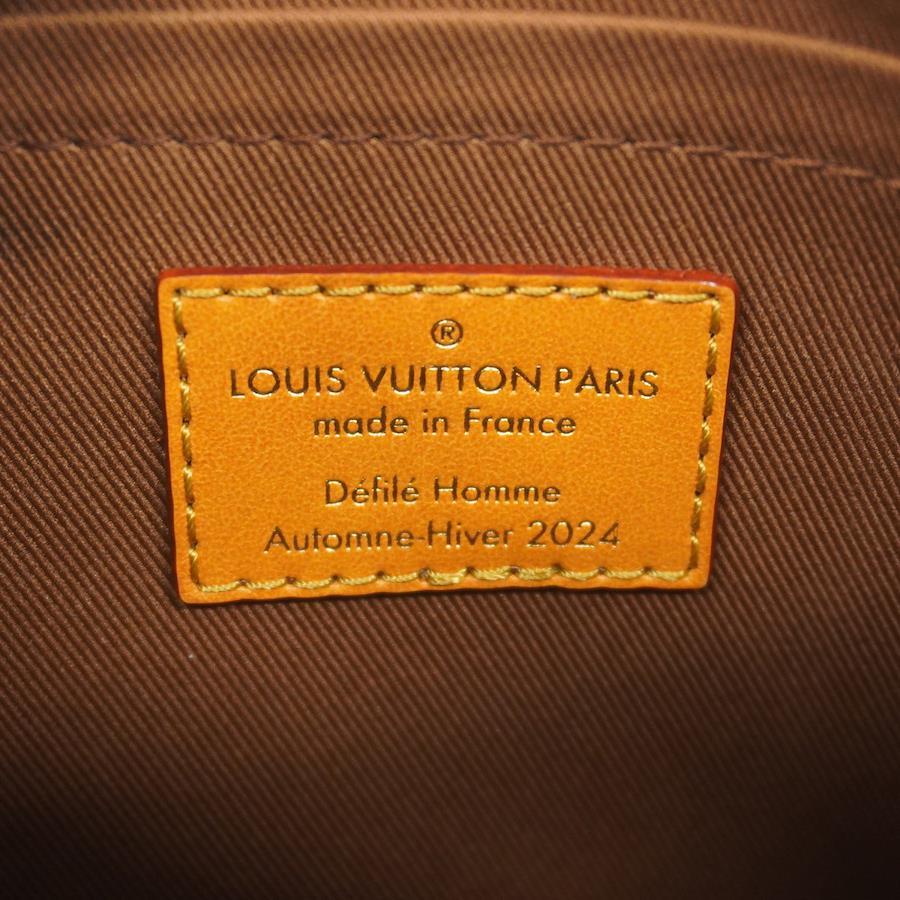 ®
LOUIS VUITTON PARIS
made in France
Défilé Homme
Automne-Hiver 2024